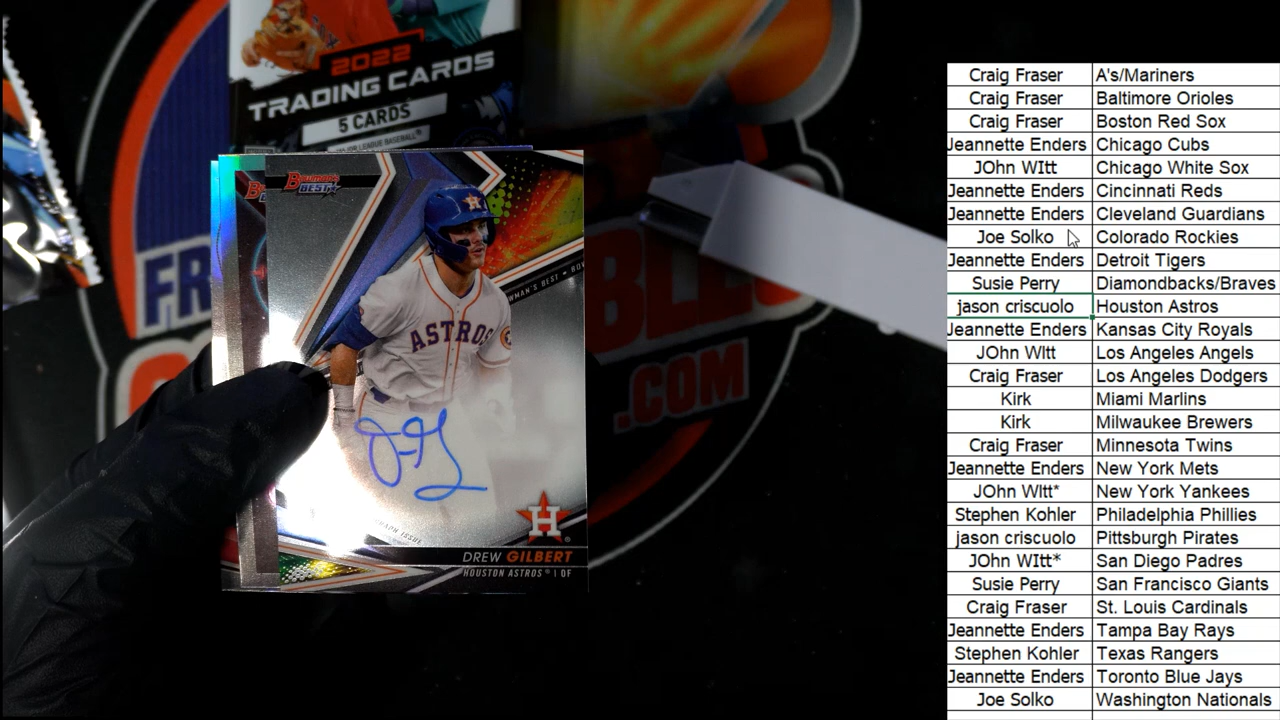 2022
TRADING CARDS
5 CARDS
MAJOR LEAGUE BASEBALL
FR
BLE
.COM
BOWMAN'S
BEST
ASTROS
DREW GILBERT
HOUSTON ASTROS | OF
Craig Fraser A's/Mariners
Craig Fraser Baltimore Orioles
Craig Fraser Boston Red Sox
Jeannette Enders Chicago Cubs
JOhn WItt Chicago White Sox
Jeannette Enders Cincinnati Reds
Jeannette Enders Cleveland Guardians
Joe Solko Colorado Rockies
Jeannette Enders Detroit Tigers
Susie Perry Diamondbacks/Braves
jason criscuolo Houston Astros
Jeannette Enders Kansas City Royals
JOhn WItt Los Angeles Angels
Craig Fraser Los Angeles Dodgers
Kirk Miami Marlins
Kirk Milwaukee Brewers
Craig Fraser Minnesota Twins
Jeannette Enders New York Mets
JOhn WItt* New York Yankees
Stephen Kohler Philadelphia Phillies
jason criscuolo Pittsburgh Pirates
JOhn WItt* San Diego Padres
Susie Perry San Francisco Giants
Craig Fraser St. Louis Cardinals
Jeannette Enders Tampa Bay Rays
Stephen Kohler Texas Rangers
Jeannette Enders Toronto Blue Jays
Joe Solko Washington Nationals